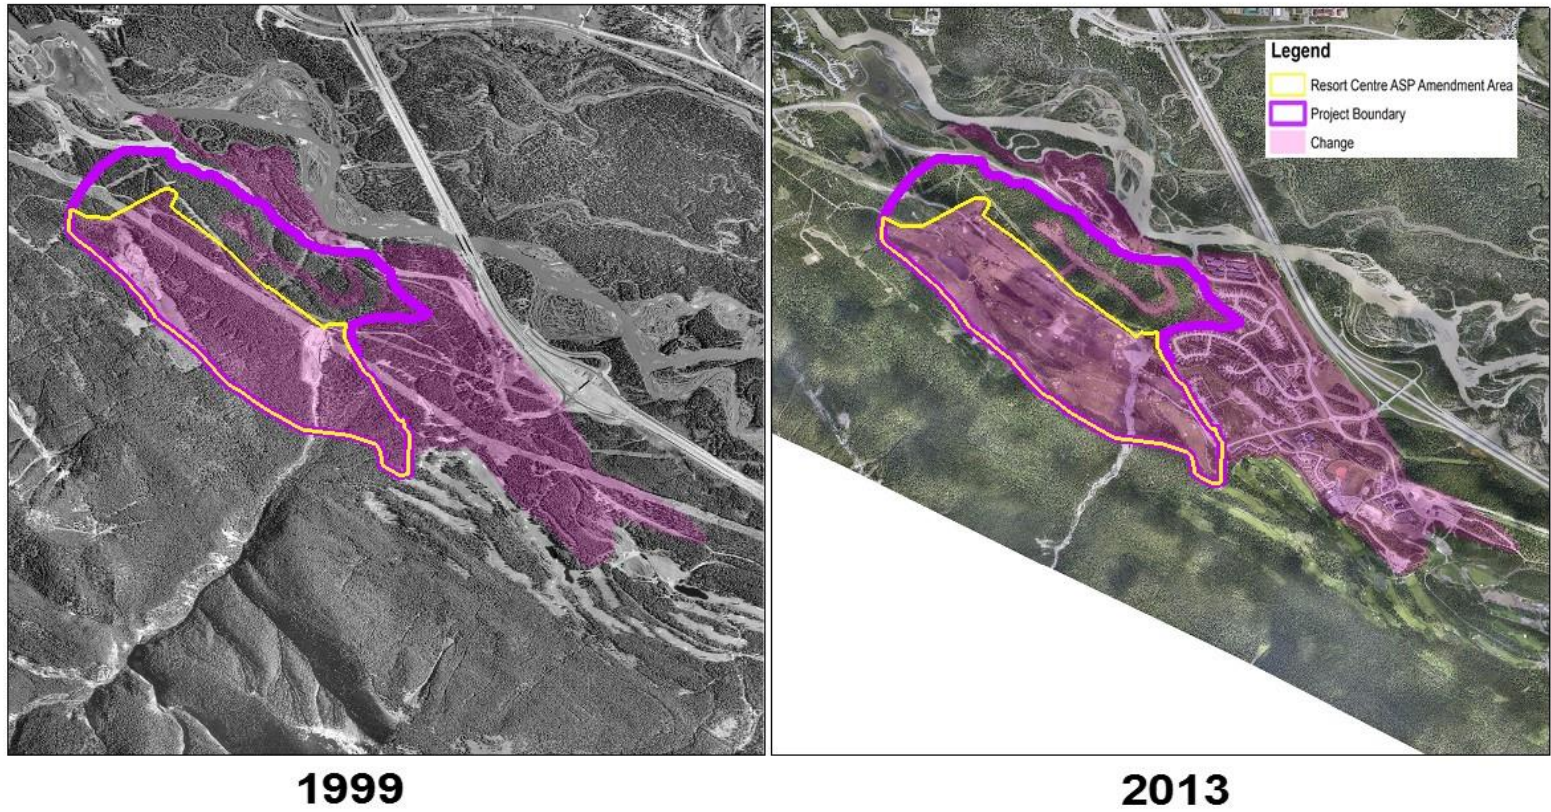 Legend
Resort Centre ASP Amendment Area
Project Boundary
Change
1999
2013